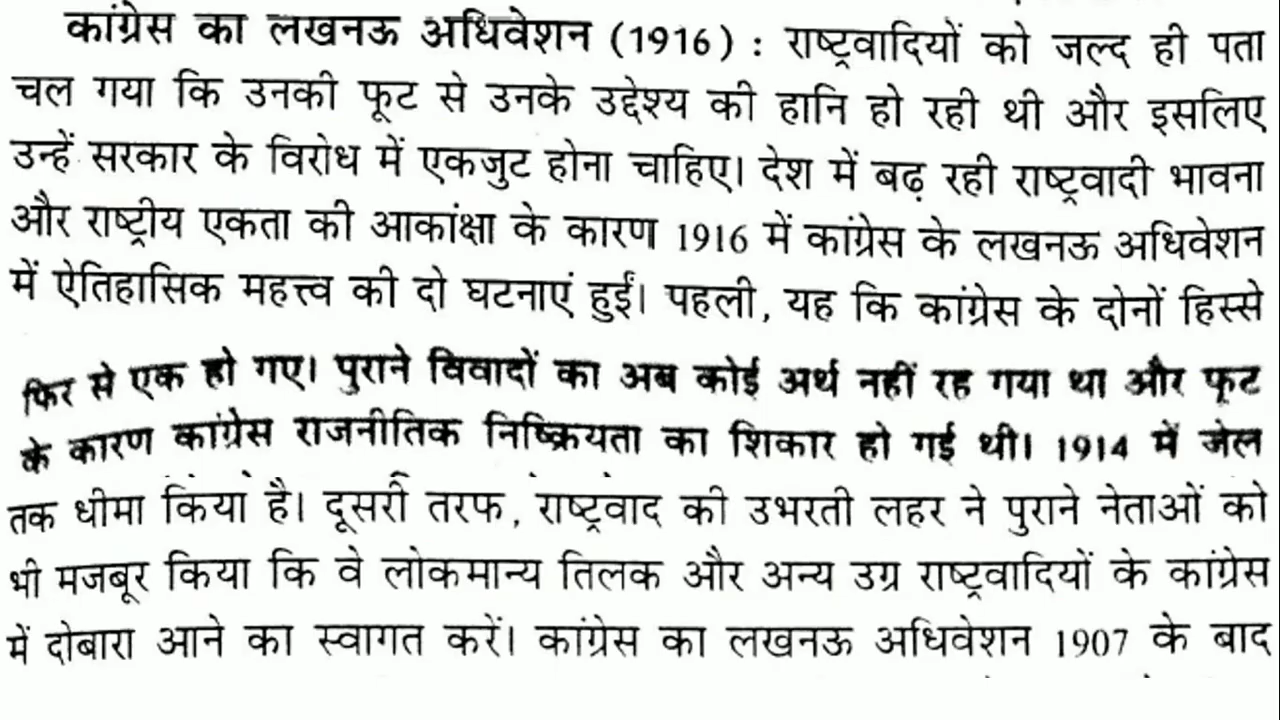 कांग्रेस का लखनऊ अधिवेशन (1916) : राष्ट्रवादियों को जल्द ही पता
चल गया कि उनकी फूट से उनके उद्देश्य की हानि हो रही थी और इसलिए
उन्हें सरकार के विरोध में एकजुट होना चाहिए। देश में बढ़ रही राष्ट्रवादी भावना
और राष्ट्रीय एकता की आकांक्षा के कारण 1916 में कांग्रेस के लखनऊ अधिवेशन
में ऐतिहासिक महत्त्व की दो घटनाएं हुईं। पहली, यह कि कांग्रेस के दोनों हिस्से
फिर से एक हो गए। पुराने विवादों का अब कोई अर्थ नहीं रह गया था और फूट
के कारण कांग्रेस राजनीतिक निष्क्रियता का शिकार हो गई थी। 1914 में जेल
तक धीमा किया है। दूसरी तरफ, राष्ट्रवाद की उभरती लहर ने पुराने नेताओं को
भी मजबूर किया कि वे लोकमान्य तिलक और अन्य उग्र राष्ट्रवादियों के कांग्रेस
में दोबारा आने का स्वागत करें। कांग्रेस का लखनऊ अधिवेशन 1907 के बाद